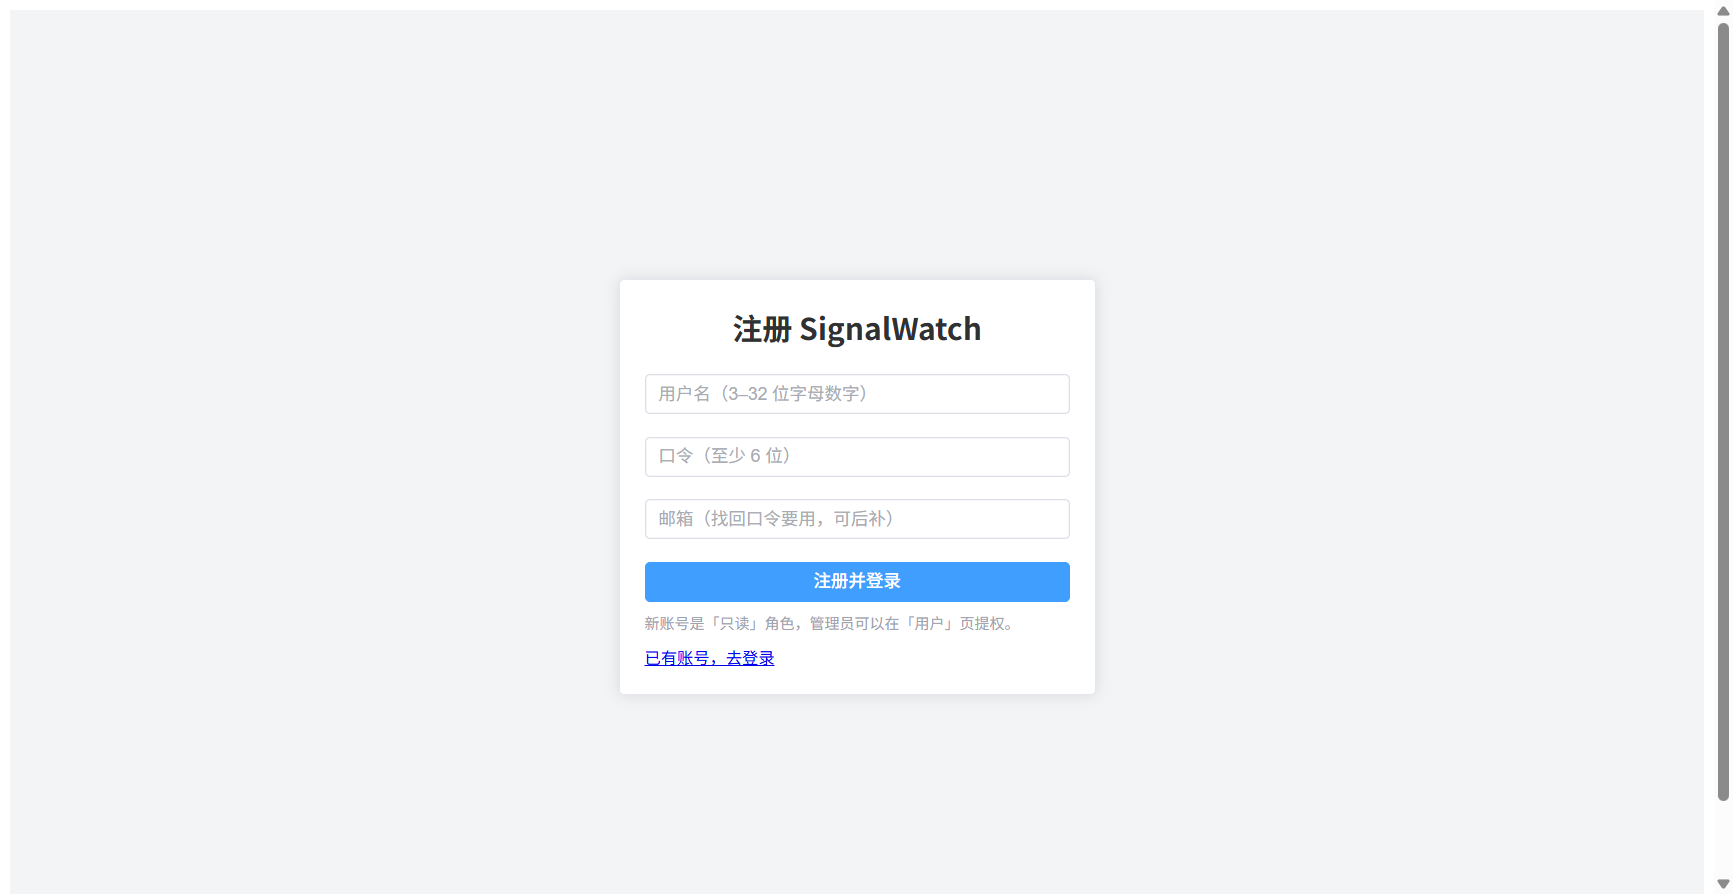 注册 SignalWatch
用户名（3–32 位字母数字）
口令（至少 6 位）
邮箱（找回口令要用，可后补）
注册并登录
新账号是「只读」角色，管理员可以在「用户」页提权。
已有账号，去登录